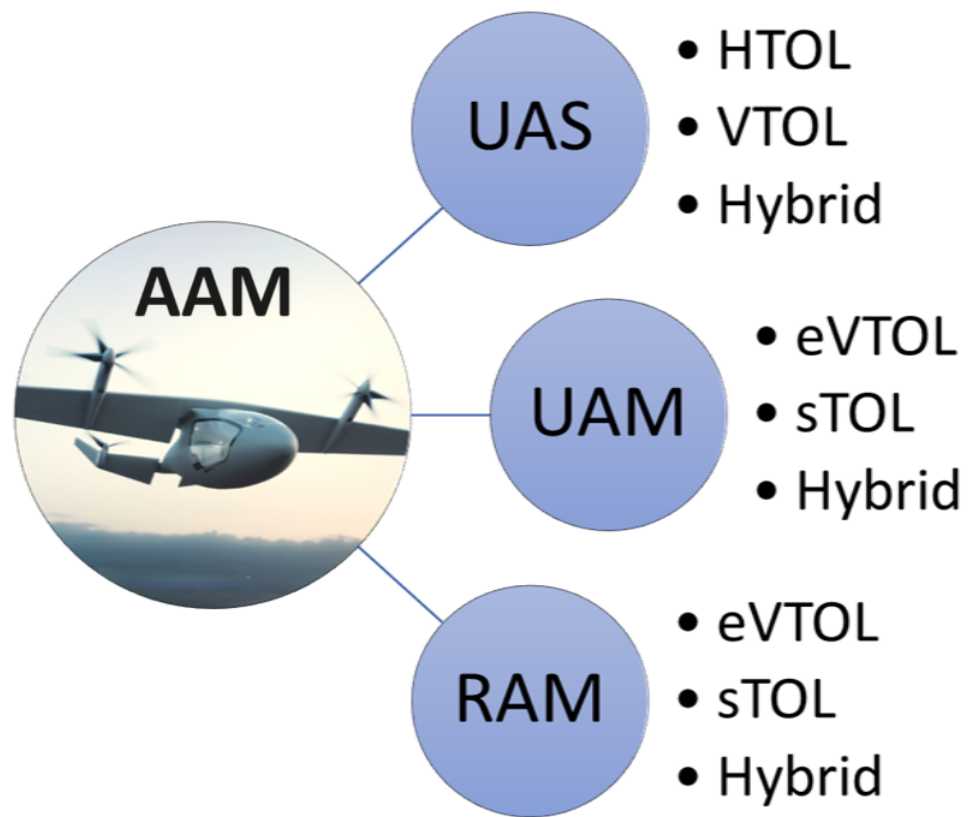 AAM
UAS
• HTOL
• VTOL
• Hybrid
UAM
• eVTOL
• sTOL
• Hybrid
RAM
• eVTOL
• sTOL
• Hybrid